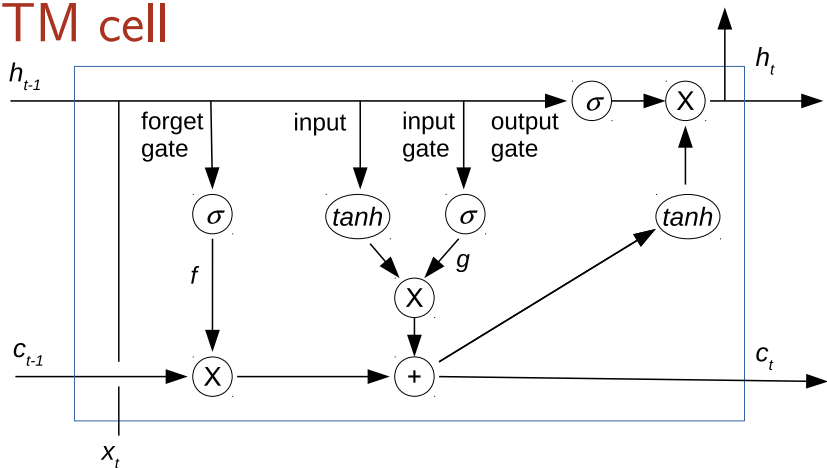 TM cell
h_{t-1}
h_t
forget
gate
input
input
gate
output
gate
σ
X
σ
tanh
σ
tanh
f
g
X
c_{t-1}
c_t
X
+
x_t